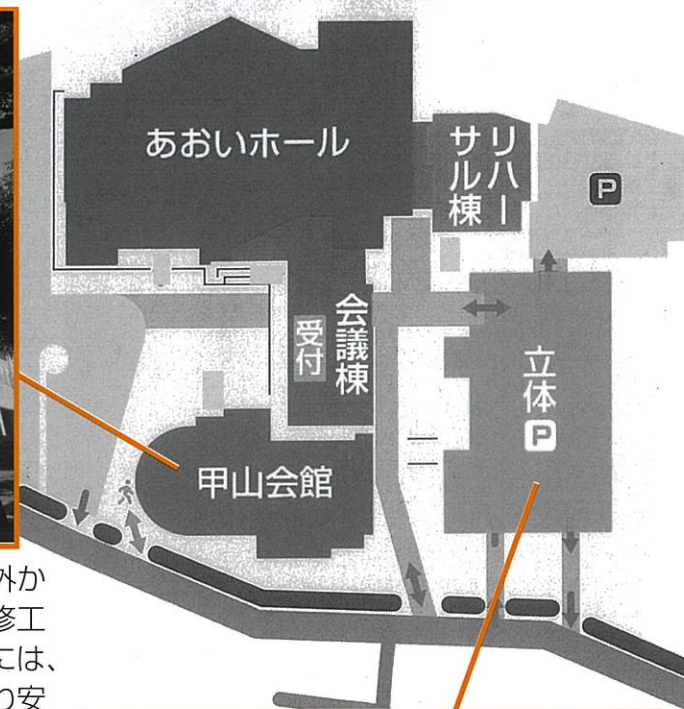 あおいホール
リハー
サル棟
P
会議棟
受付
立体
P
甲山会館
外か
修工
には、
り安